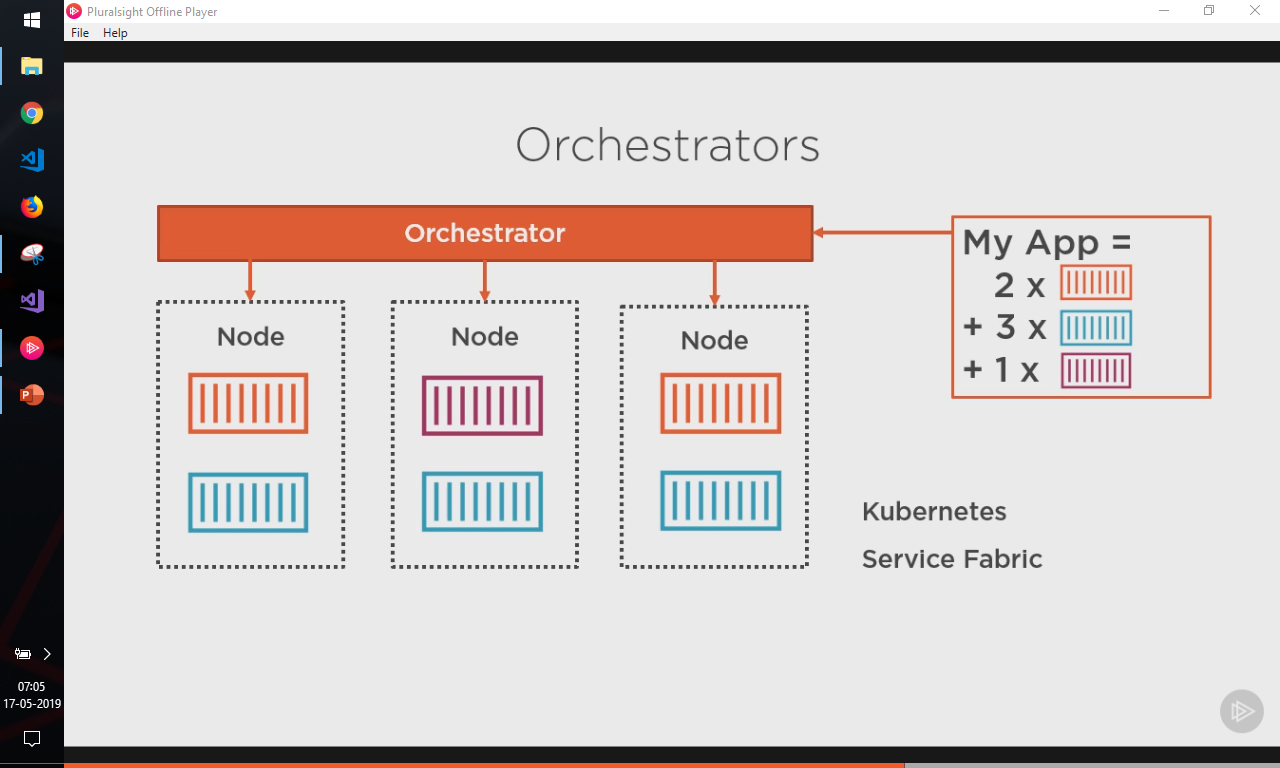 Pluralsight Offline Player
File Help
Orchestrators
Orchestrator
My App =
2 x
+ 3 x
+ 1 x
Node
Node
Node
Kubernetes
Service Fabric
07:05
17-05-2019